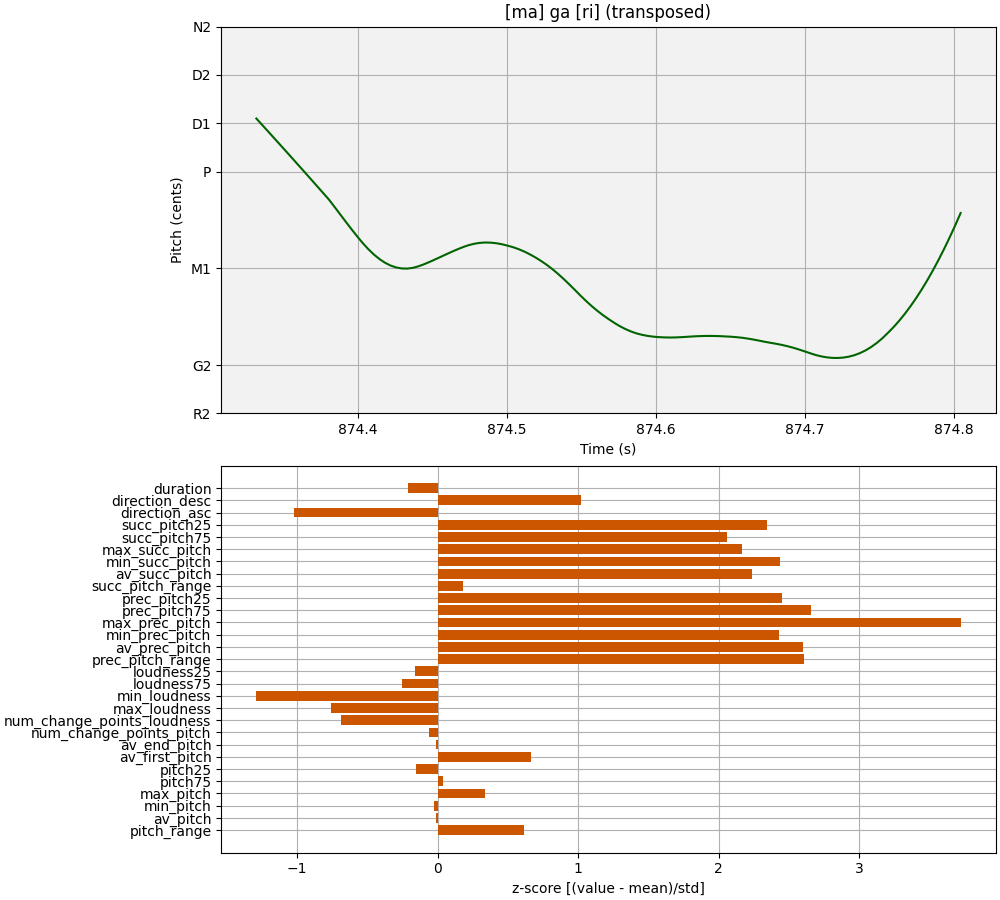 [ma] ga [ri] (transposed)
N2
D2
D1
P
M1
G2
R2
Pitch (cents)
874.4 874.5 874.6 874.7 874.8
Time (s)
duration
direction_desc
direction_asc
succ_pitch25
succ_pitch75
max_succ_pitch
min_succ_pitch
av_succ_pitch
succ_pitch_range
prec_pitch25
prec_pitch75
max_prec_pitch
min_prec_pitch
av_prec_pitch
prec_pitch_range
loudness25
loudness75
min_loudness
max_loudness
num_change_points_loudness
num_change_points_pitch
av_end_pitch
av_first_pitch
pitch25
pitch75
max_pitch
min_pitch
av_pitch
pitch_range
−1 0 1 2 3
z-score [(value - mean)/std]